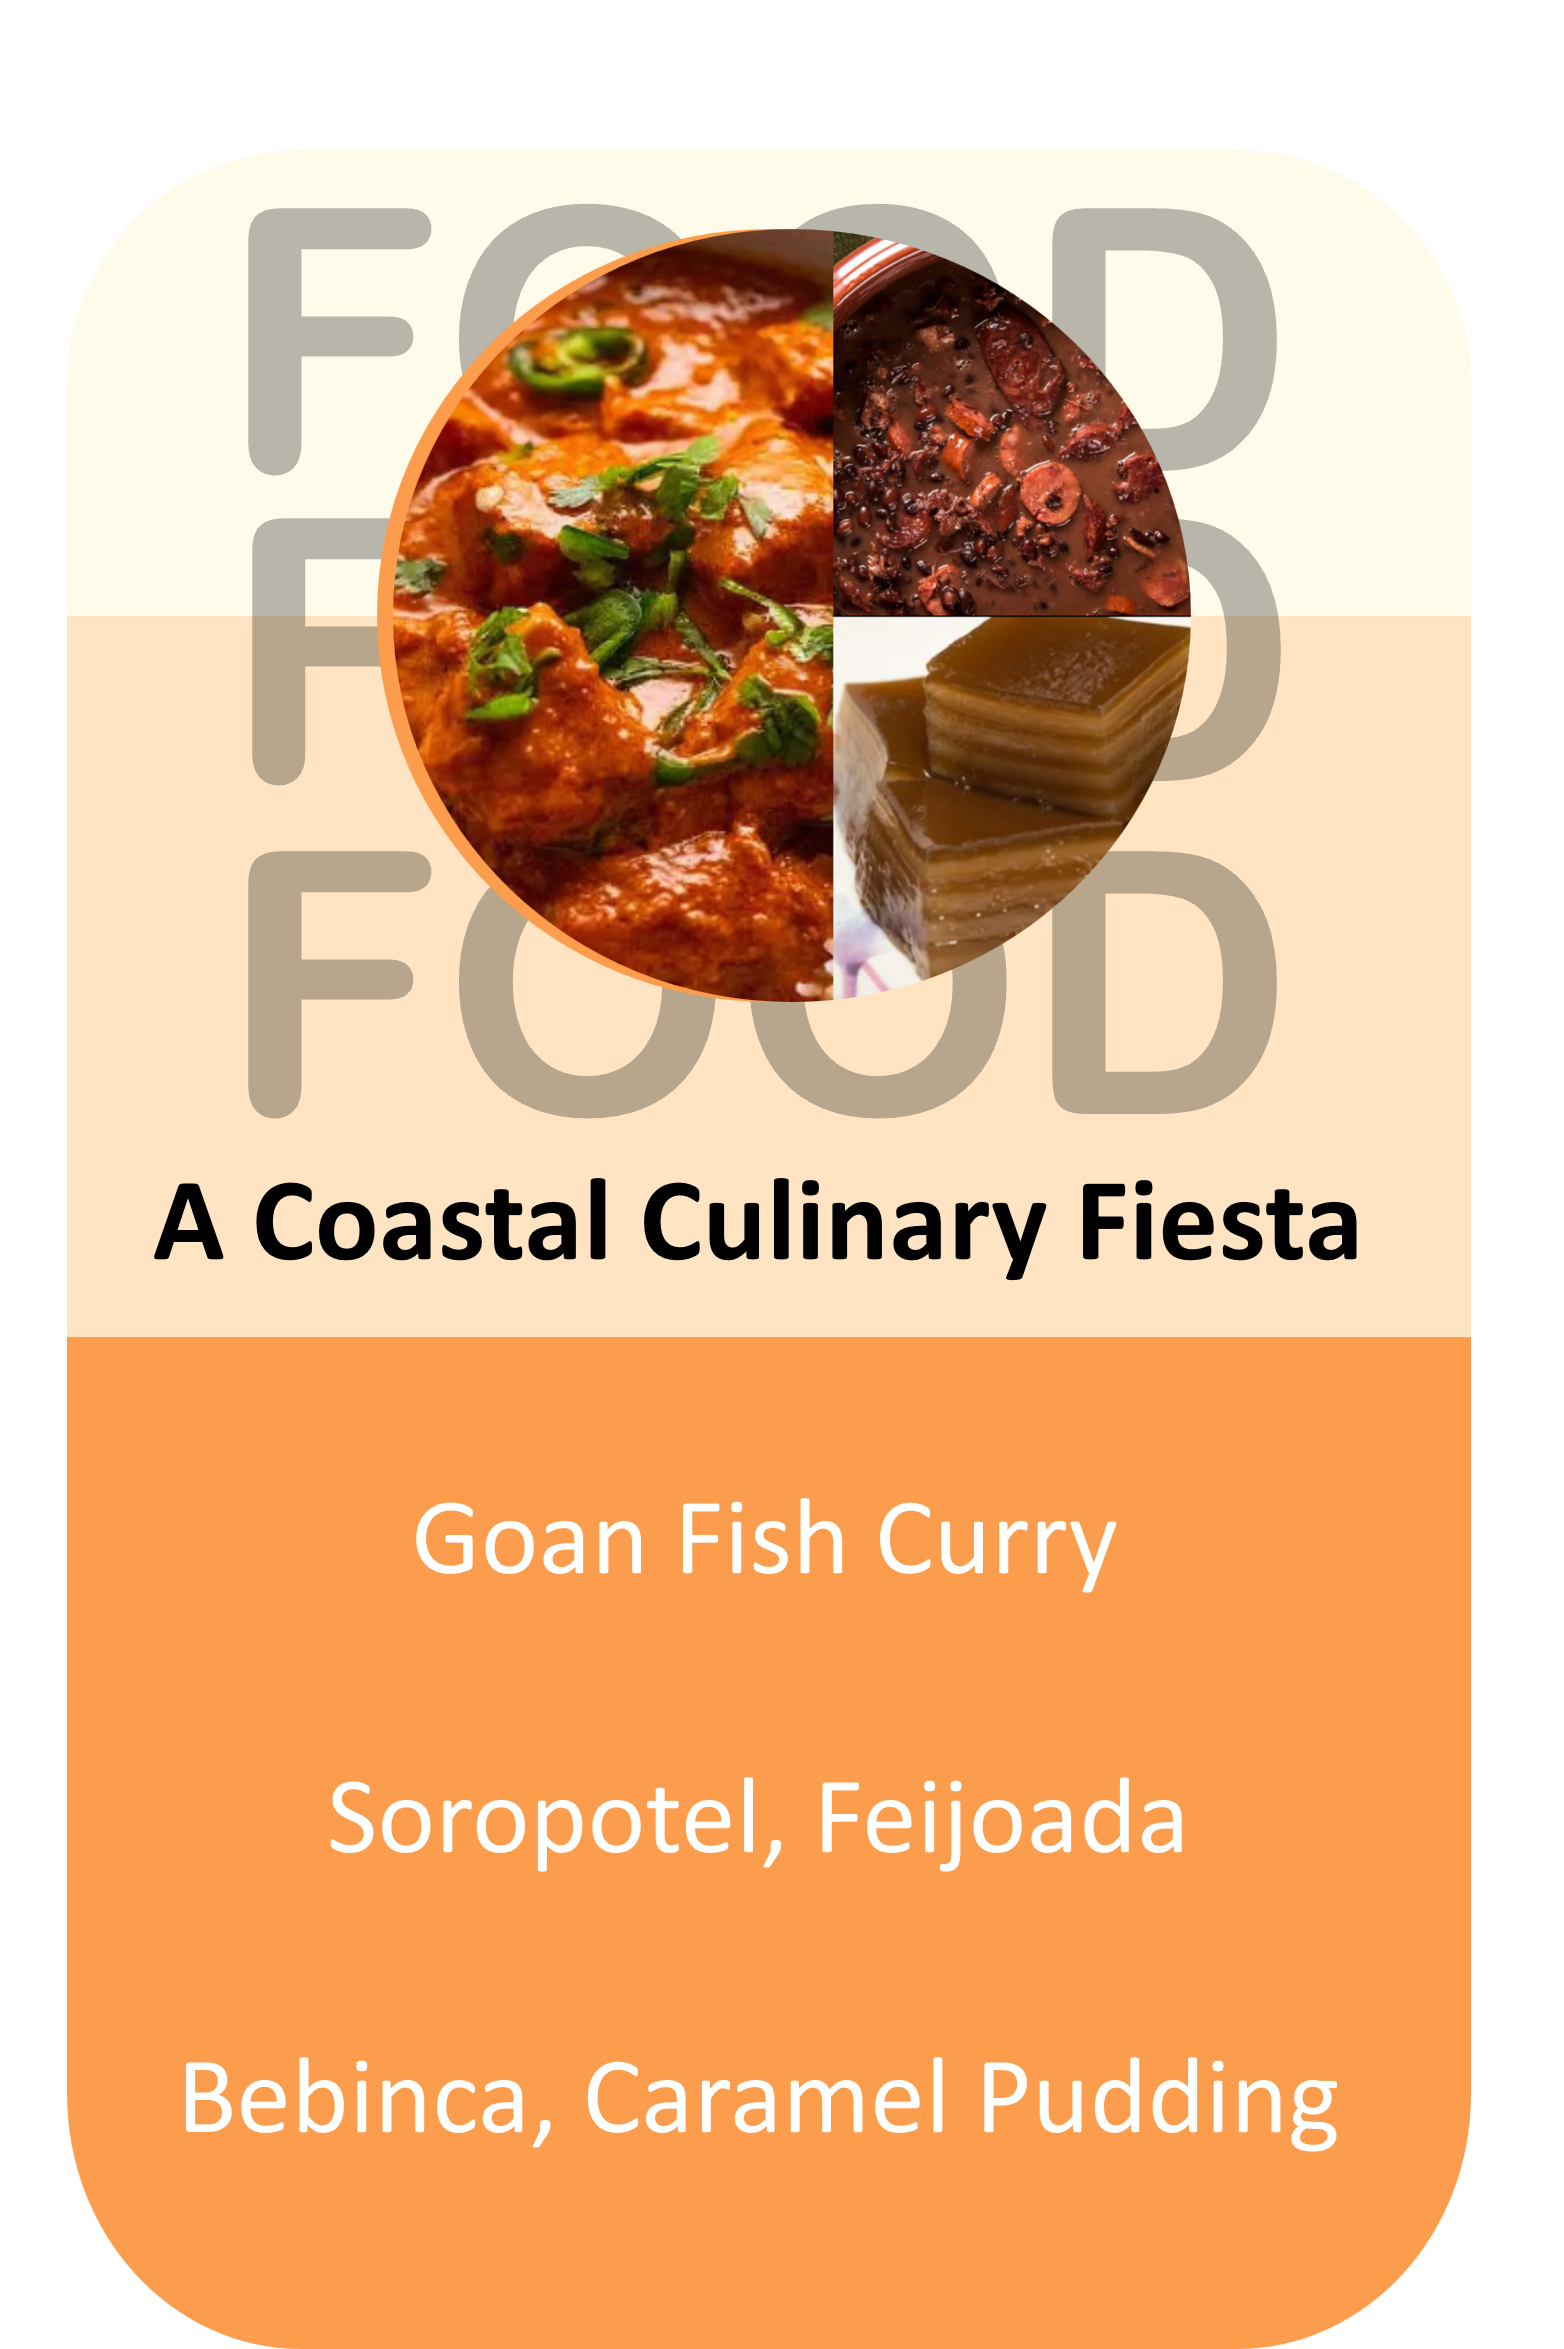 FOOD
FOOD
FOOD
A Coastal Culinary Fiesta
Goan Fish Curry
Soropotel, Feijoada
Bebinca, Caramel Pudding